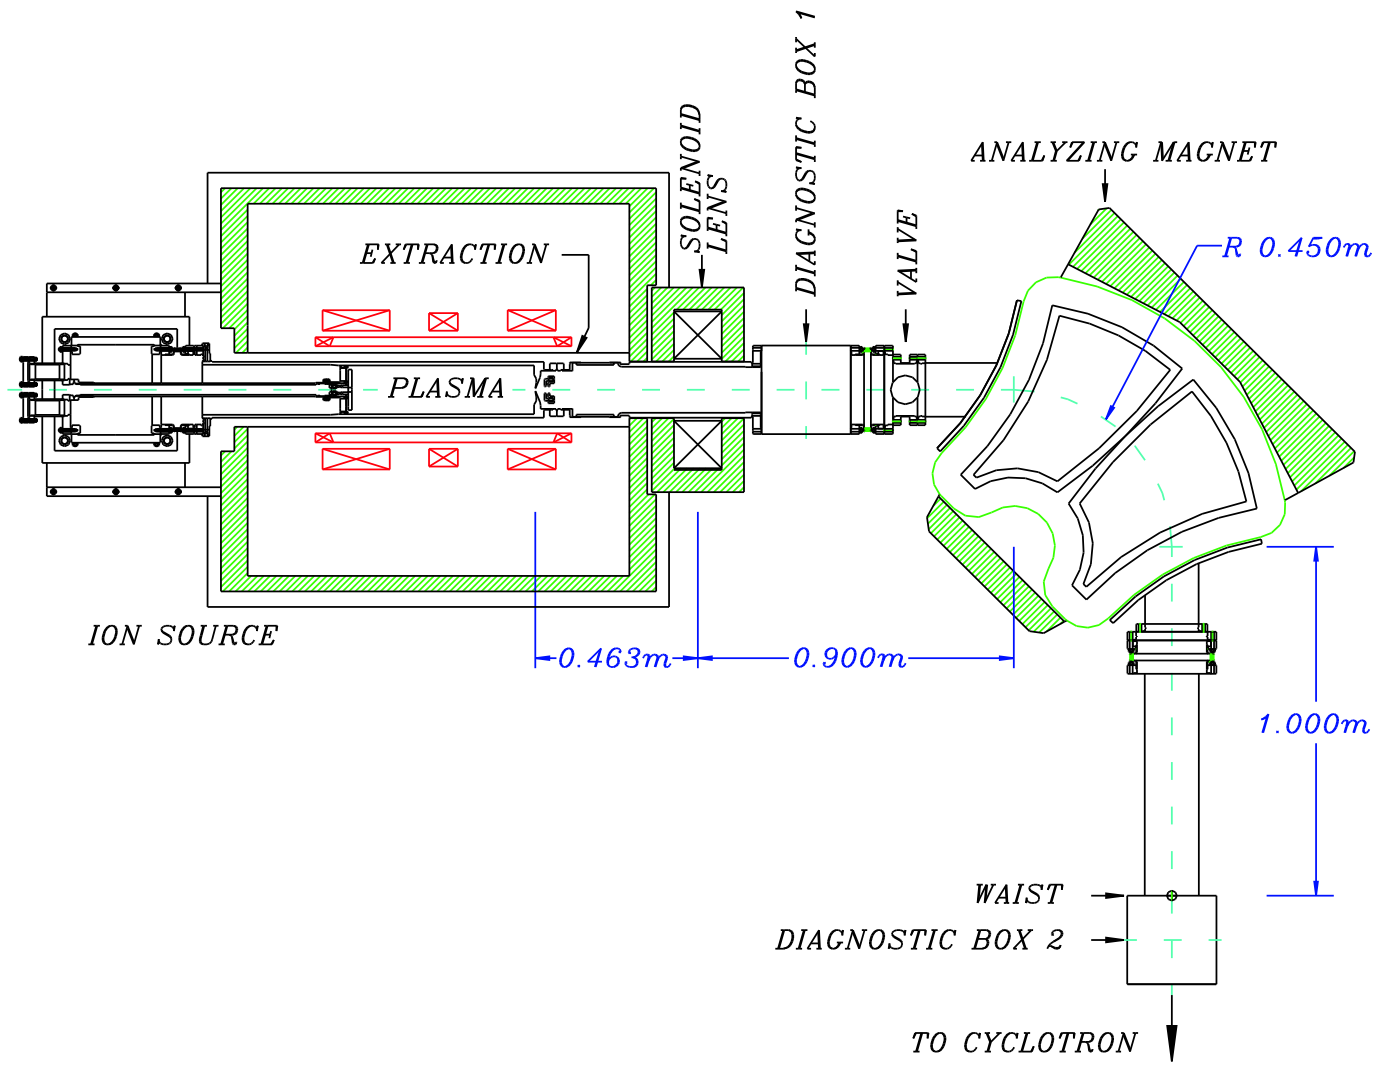 DIAGNOSTIC BOX 1
SOLENOID
LENS
VALVE
ANALYZING MAGNET
EXTRACTION
R 0.450m
PLASMA
ION SOURCE
0.463m
0.900m
1.000m
WAIST
DIAGNOSTIC BOX 2
TO CYCLOTRON